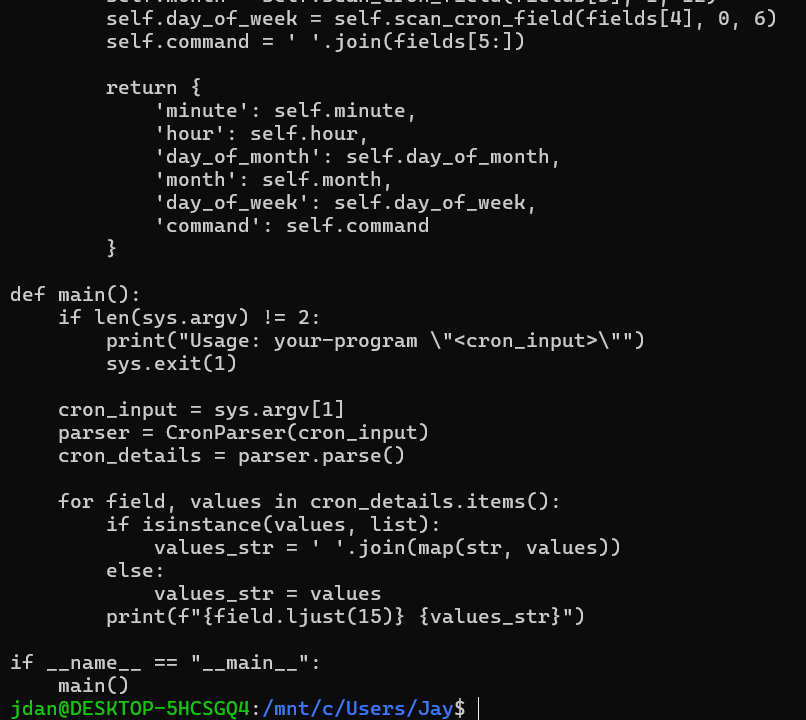 self.day_of_week = self.scan_cron_field(fields[4], 0, 6)
        self.command = ' '.join(fields[5:])

        return {
            'minute': self.minute,
            'hour': self.hour,
            'day_of_month': self.day_of_month,
            'month': self.month,
            'day_of_week': self.day_of_week,
            'command': self.command
        }

def main():
    if len(sys.argv) != 2:
        print("Usage: your-program \"<cron_input>\"")
        sys.exit(1)

    cron_input = sys.argv[1]
    parser = CronParser(cron_input)
    cron_details = parser.parse()

    for field, values in cron_details.items():
        if isinstance(values, list):
            values_str = ' '.join(map(str, values))
        else:
            values_str = values
        print(f"{field.ljust(15)} {values_str}")

if __name__ == "__main__":
    main()
jdan@DESKTOP-5HCSGQ4:/mnt/c/Users/Jay$